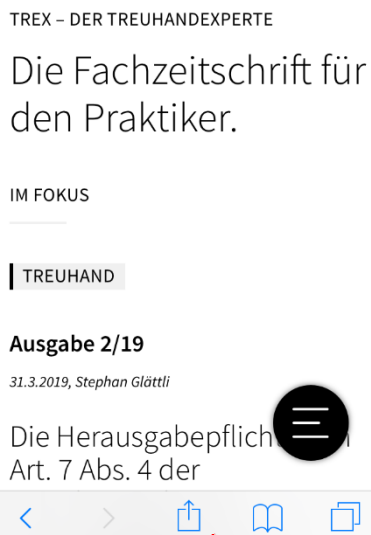 TREX – DER TREUHANDEXPERTE
Die Fachzeitschrift für
den Praktiker.
IM FOKUS
TREUHAND
Ausgabe 2/19
31.3.2019, Stephan Glättli
Die
Art. 7 Abs. 4 der